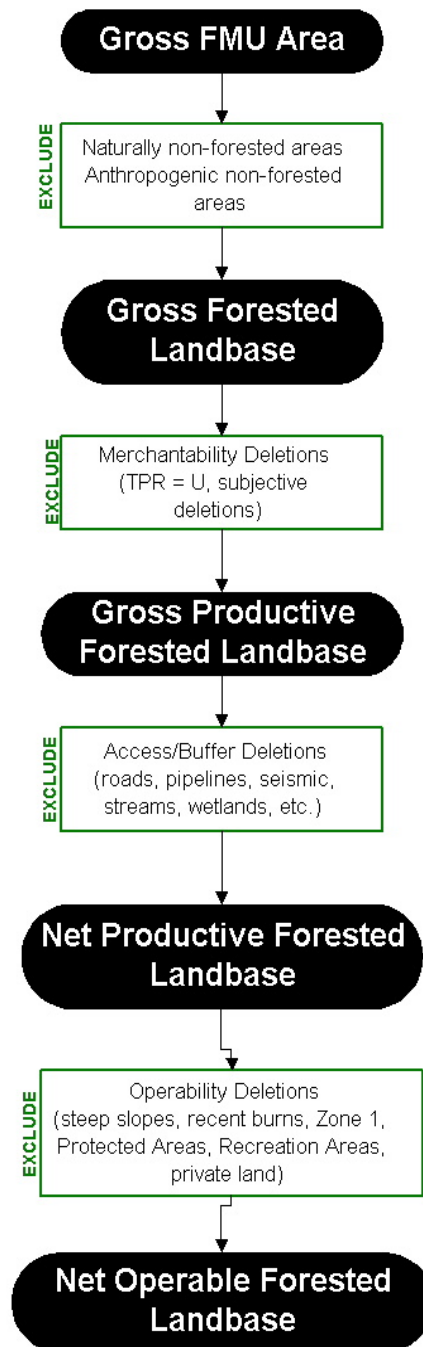 Gross FMU Area
EXCLUDE
Naturally non-forested areas
Anthropogenic non-forested
areas
Gross Forested
Landbase
EXCLUDE
Merchantability Deletions
(TPR = U, subjective
deletions)
Gross Productive
Forested Landbase
EXCLUDE
Access/Buffer Deletions
(roads, pipelines, seismic,
streams, wetlands, etc.)
Net Productive Forested
Landbase
EXCLUDE
Operability Deletions
(steep slopes, recent burns, Zone 1,
Protected Areas, Recreation Areas,
private land)
Net Operable Forested
Landbase